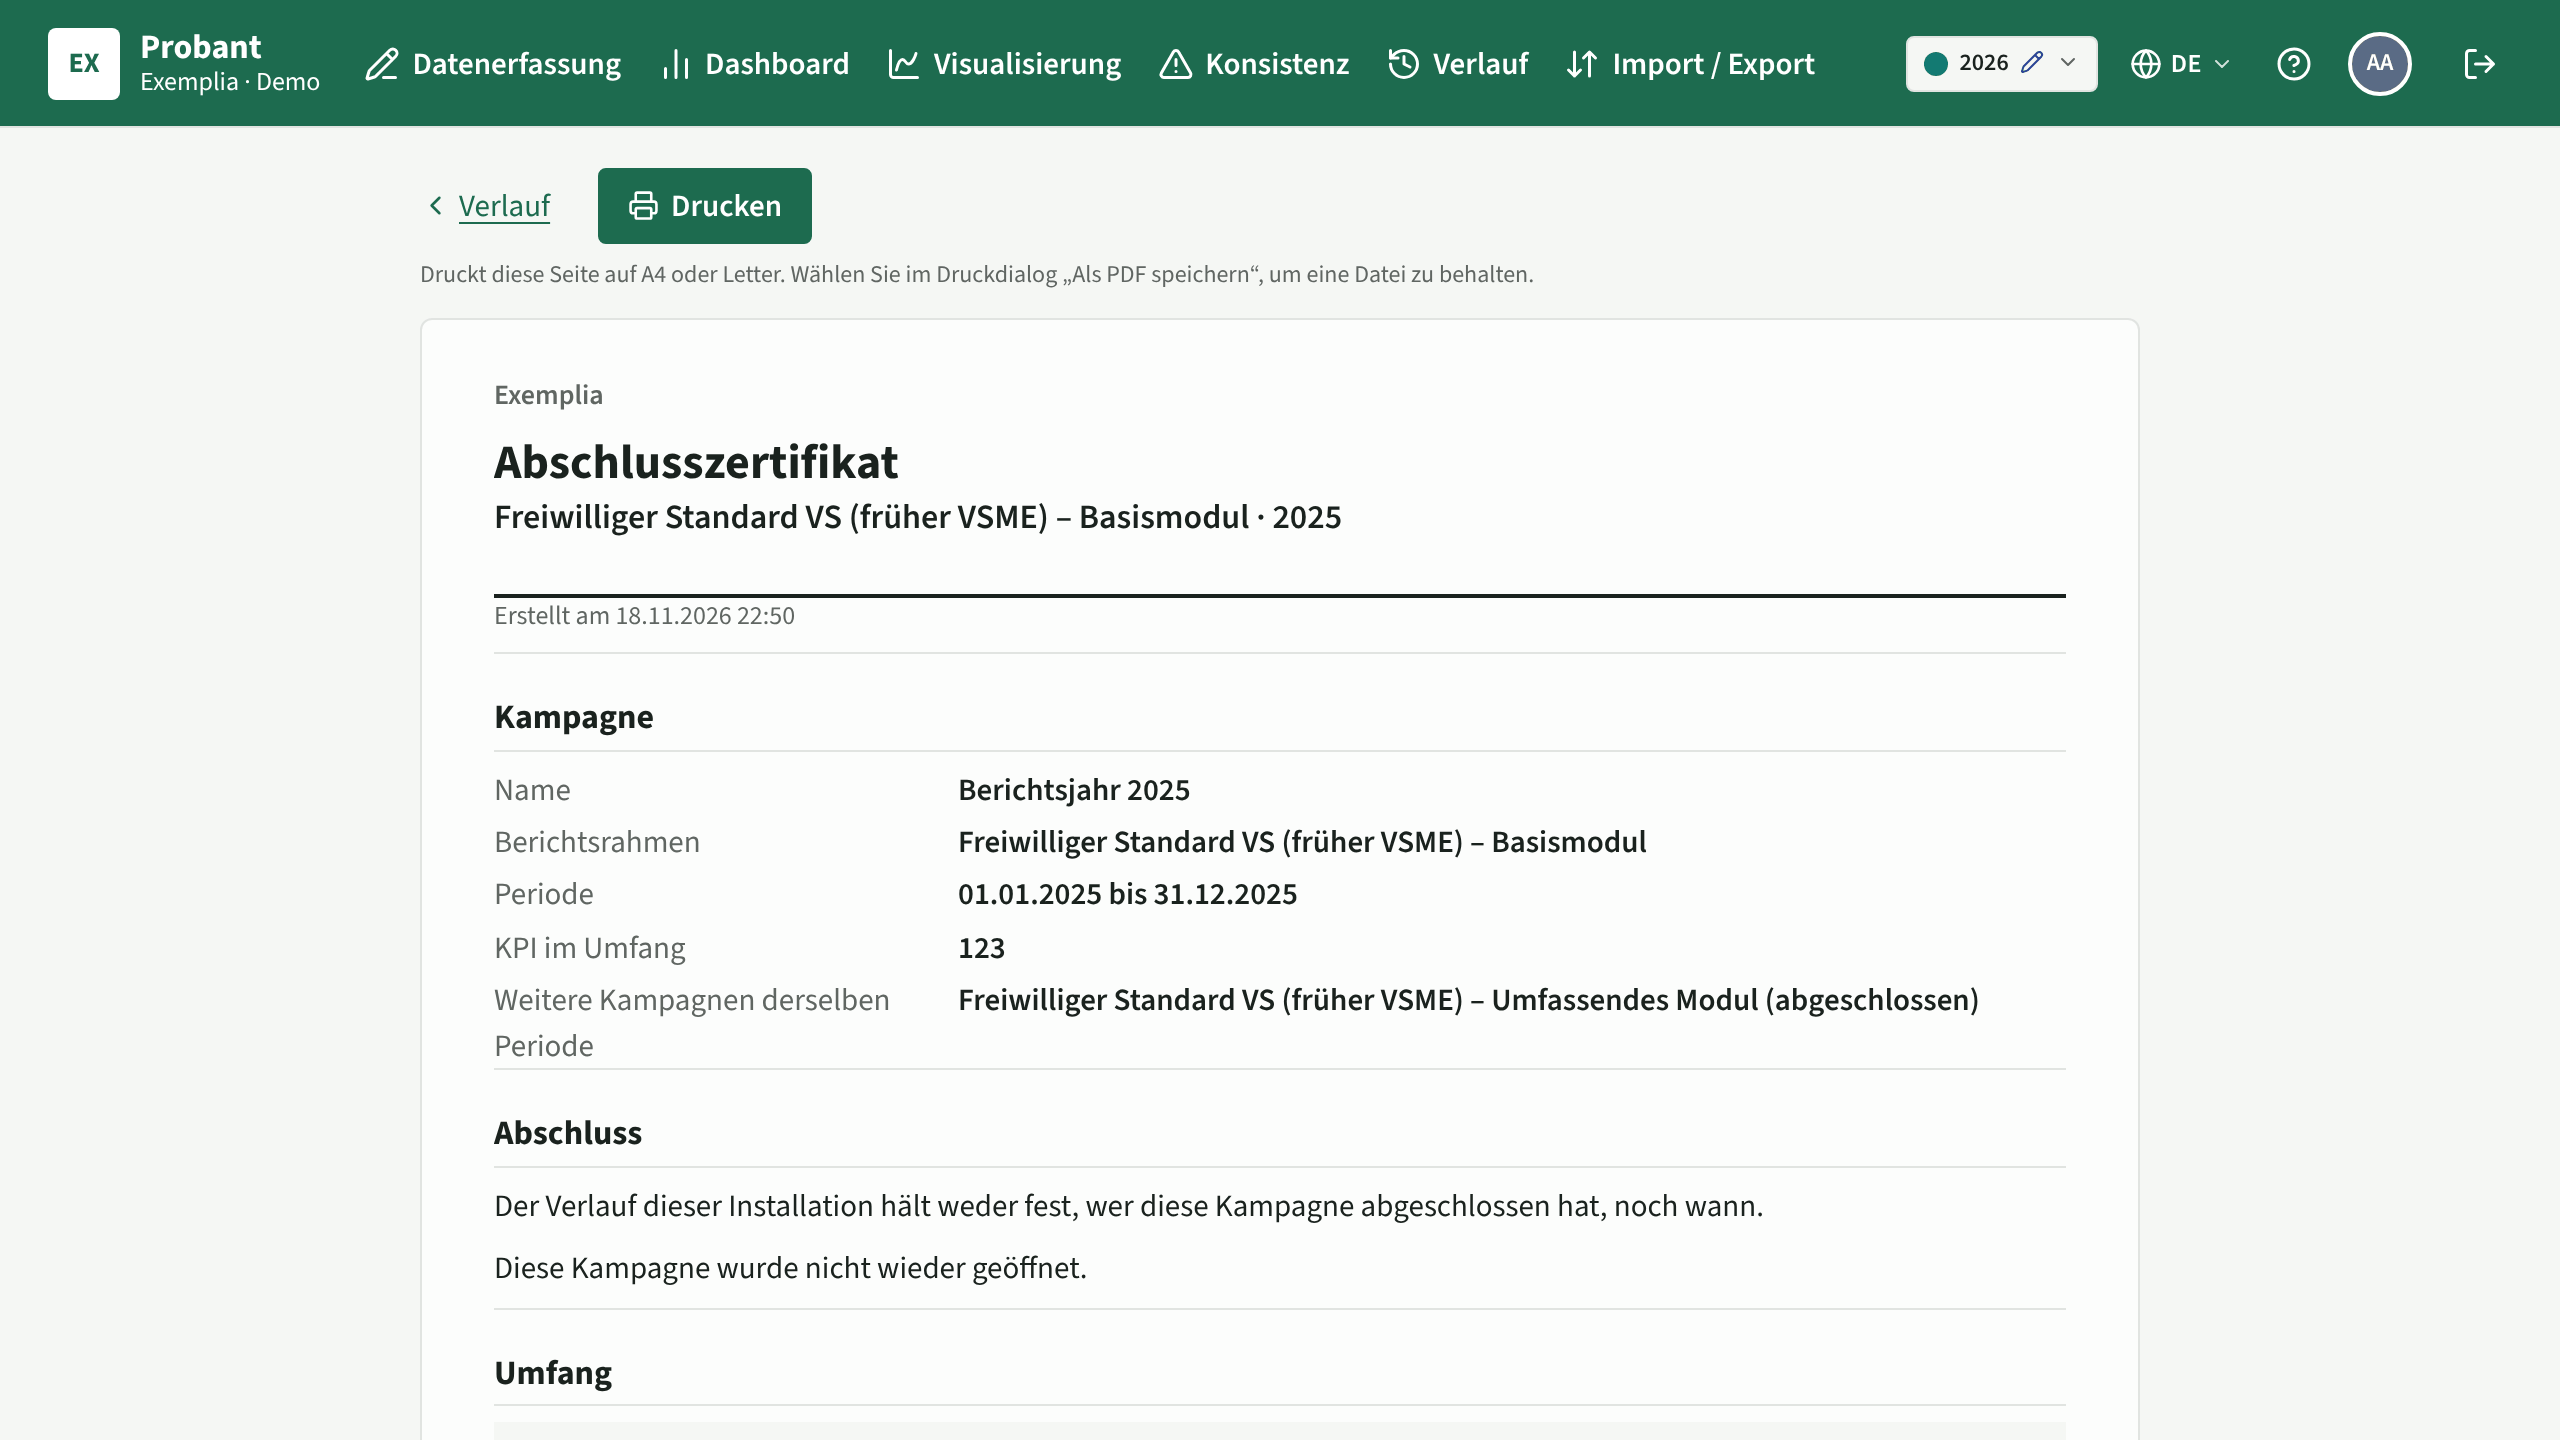 EX
Probant
Exemplia · Demo
Datenerfassung
Dashboard
Visualisierung
Konsistenz
Verlauf
Import / Export
2026
DE
AA
Verlauf
Drucken
Druckt diese Seite auf A4 oder Letter. Wählen Sie im Druckdialog „Als PDF speichern“, um eine Datei zu behalten.
Exemplia
Abschlusszertifikat
Freiwilliger Standard VS (früher VSME) – Basismodul · 2025
Erstellt am 18.11.2026 22:50
Kampagne
Name Berichtsjahr 2025
Berichtsrahmen Freiwilliger Standard VS (früher VSME) – Basismodul
Periode 01.01.2025 bis 31.12.2025
KPI im Umfang 123
Weitere Kampagnen derselben Freiwilliger Standard VS (früher VSME) – Umfassendes Modul (abgeschlossen)
Periode
Abschluss
Der Verlauf dieser Installation hält weder fest, wer diese Kampagne abgeschlossen hat, noch wann.
Diese Kampagne wurde nicht wieder geöffnet.
Umfang